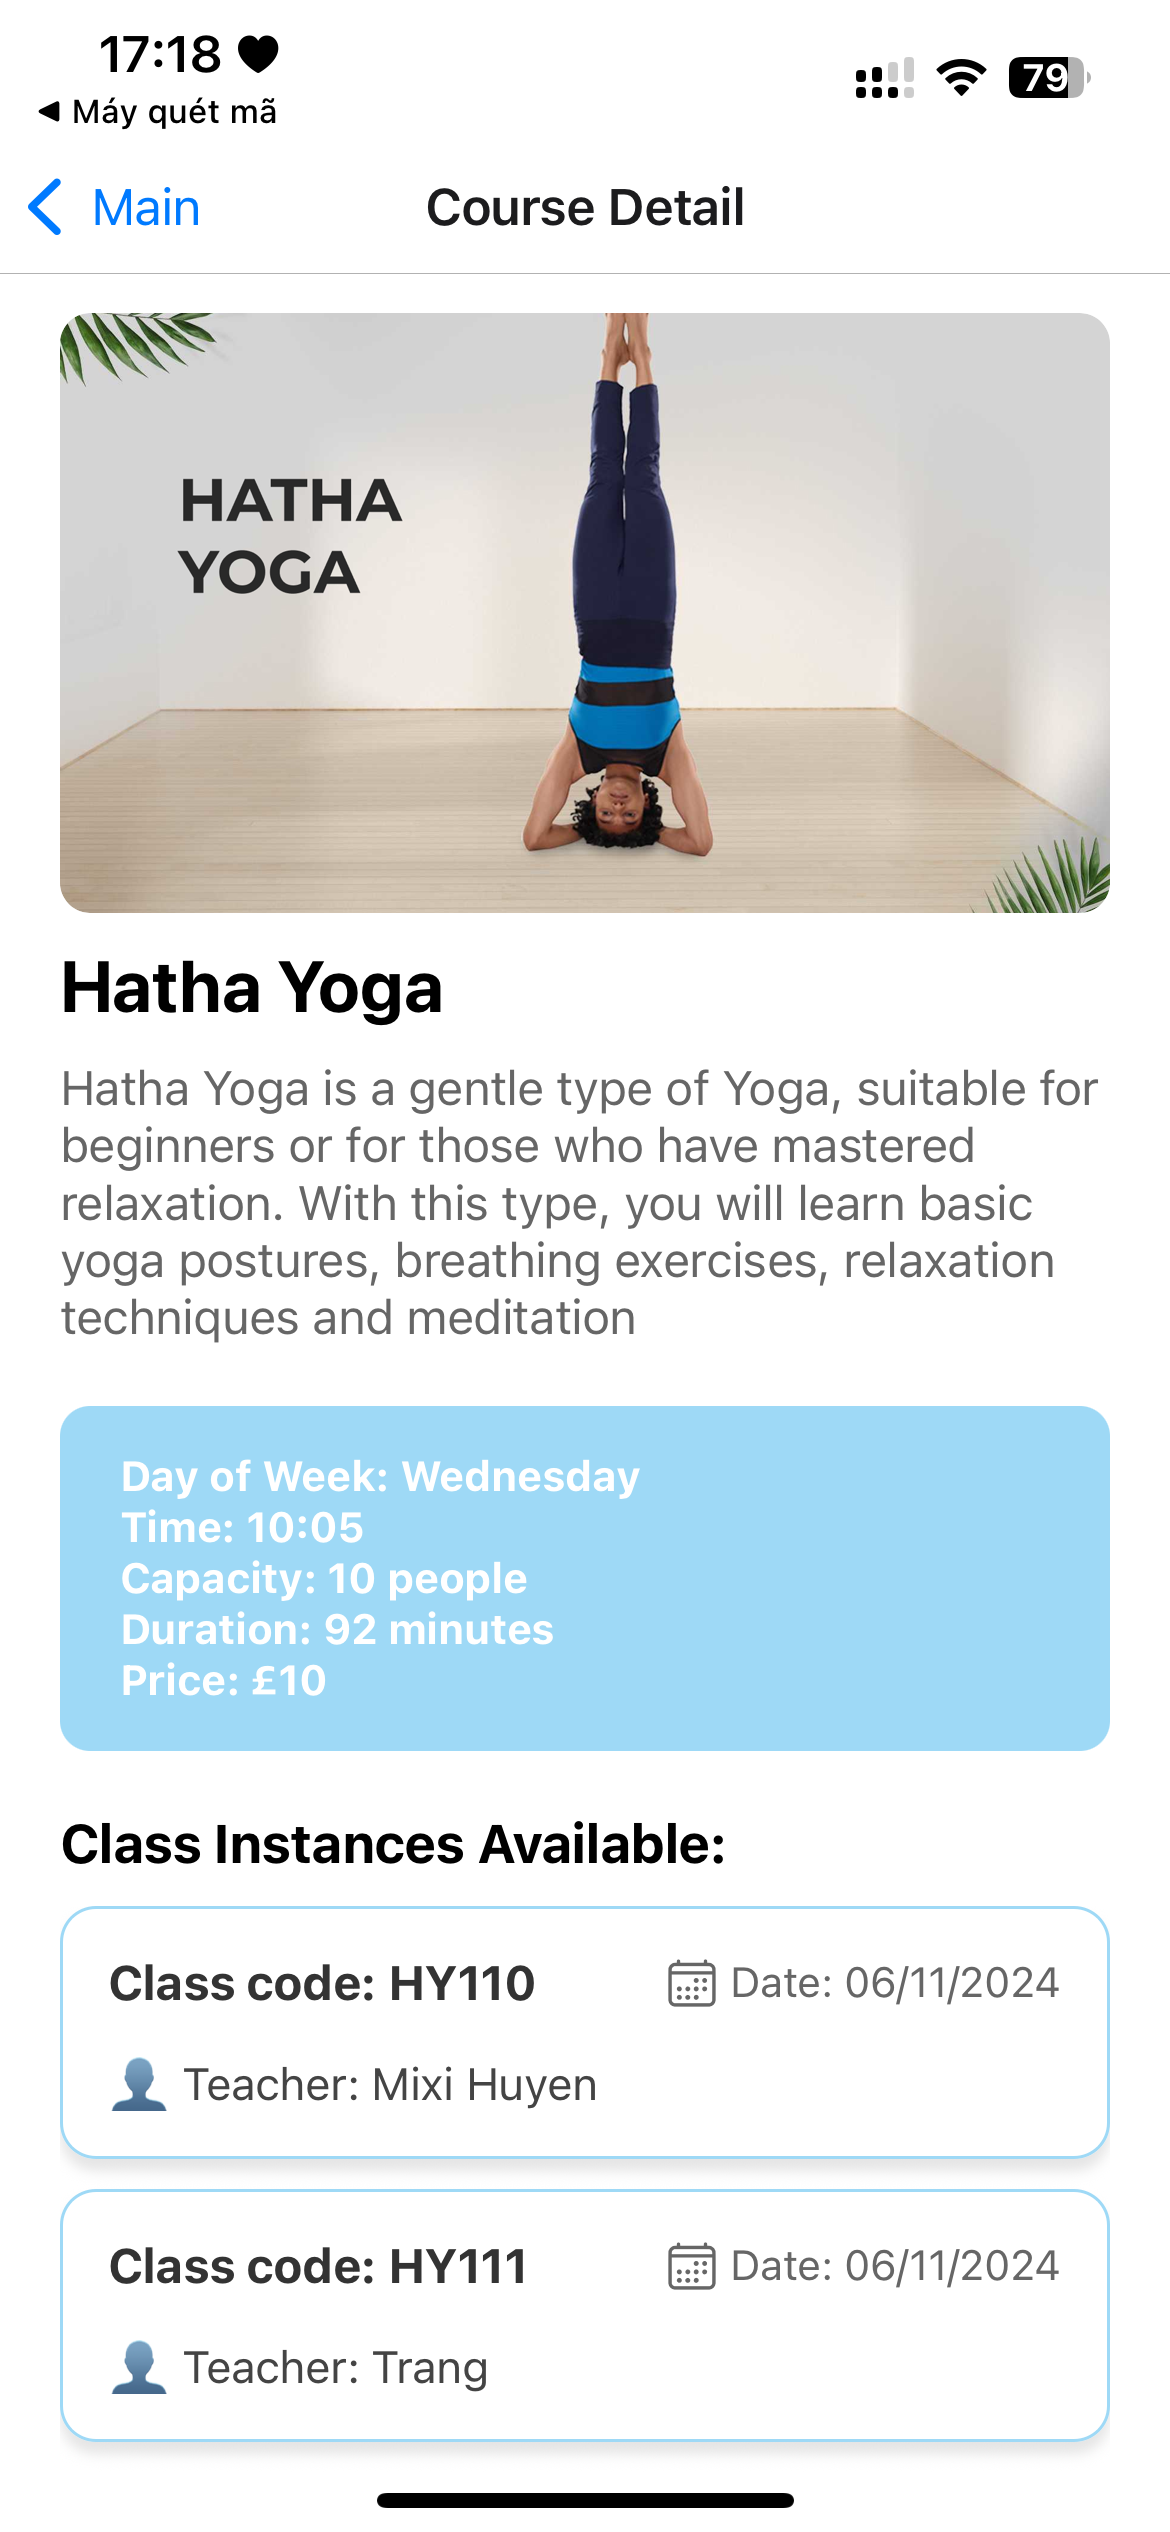 17:18
Máy quét mã
79
Main
Course Detail
HATHA
YOGA
Hatha Yoga
Hatha Yoga is a gentle type of Yoga, suitable for
beginners or for those who have mastered
relaxation. With this type, you will learn basic
yoga postures, breathing exercises, relaxation
techniques and meditation
Day of Week: Wednesday
Time: 10:05
Capacity: 10 people
Duration: 92 minutes
Price: £10
Class Instances Available:
Class code: HY110
Date: 06/11/2024
Teacher: Mixi Huyen
Class code: HY111
Date: 06/11/2024
Teacher: Trang